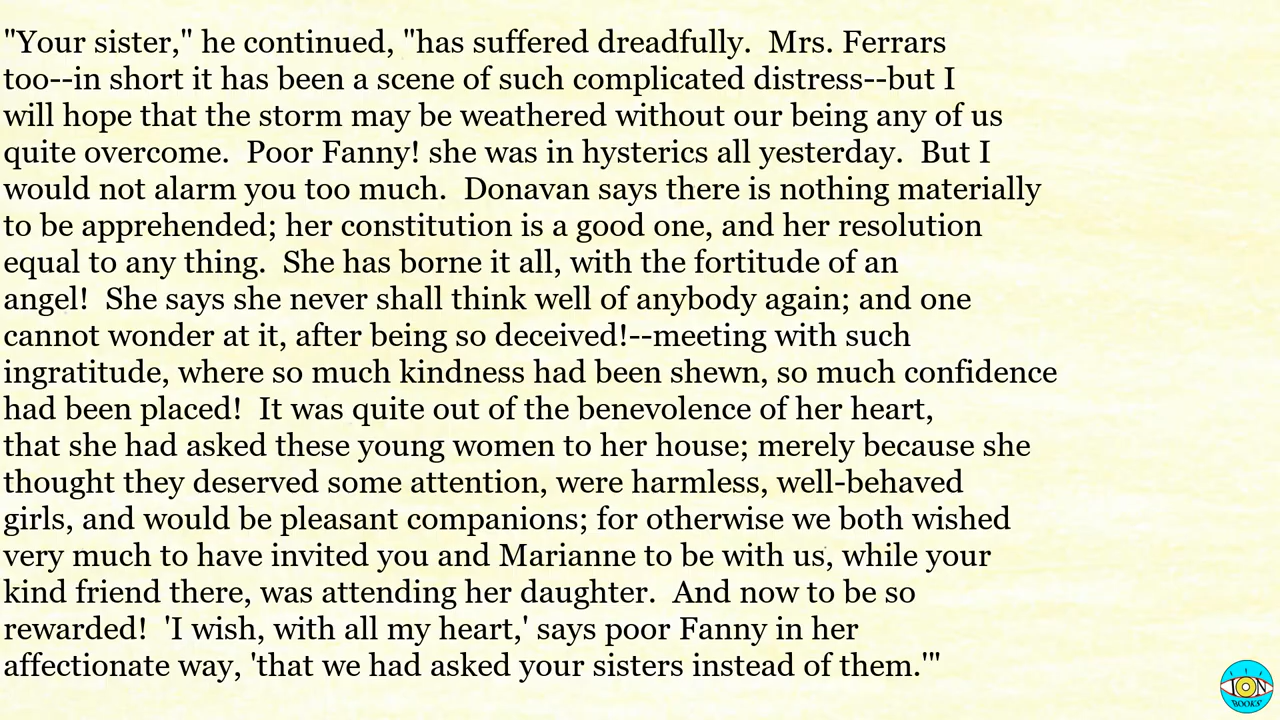 "Your sister," he continued, "has suffered dreadfully.  Mrs. Ferrars
too--in short it has been a scene of such complicated distress--but I
will hope that the storm may be weathered without our being any of us
quite overcome.  Poor Fanny! she was in hysterics all yesterday.  But I
would not alarm you too much.  Donavan says there is nothing materially
to be apprehended; her constitution is a good one, and her resolution
equal to any thing.  She has borne it all, with the fortitude of an
angel!  She says she never shall think well of anybody again; and one
cannot wonder at it, after being so deceived!--meeting with such
ingratitude, where so much kindness had been shewn, so much confidence
had been placed!  It was quite out of the benevolence of her heart,
that she had asked these young women to her house; merely because she
thought they deserved some attention, were harmless, well-behaved
girls, and would be pleasant companions; for otherwise we both wished
very much to have invited you and Marianne to be with us, while your
kind friend there, was attending her daughter.  And now to be so
rewarded!  'I wish, with all my heart,' says poor Fanny in her
affectionate way, 'that we had asked your sisters instead of them.'"
ION
BOOKS